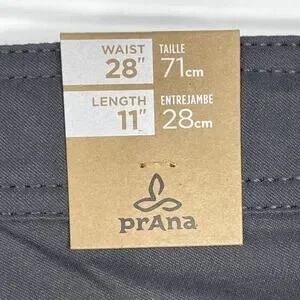 WAIST TAILLE
28" 71cm
LENGTH ENTREJAMBE
11" 28cm
prAna